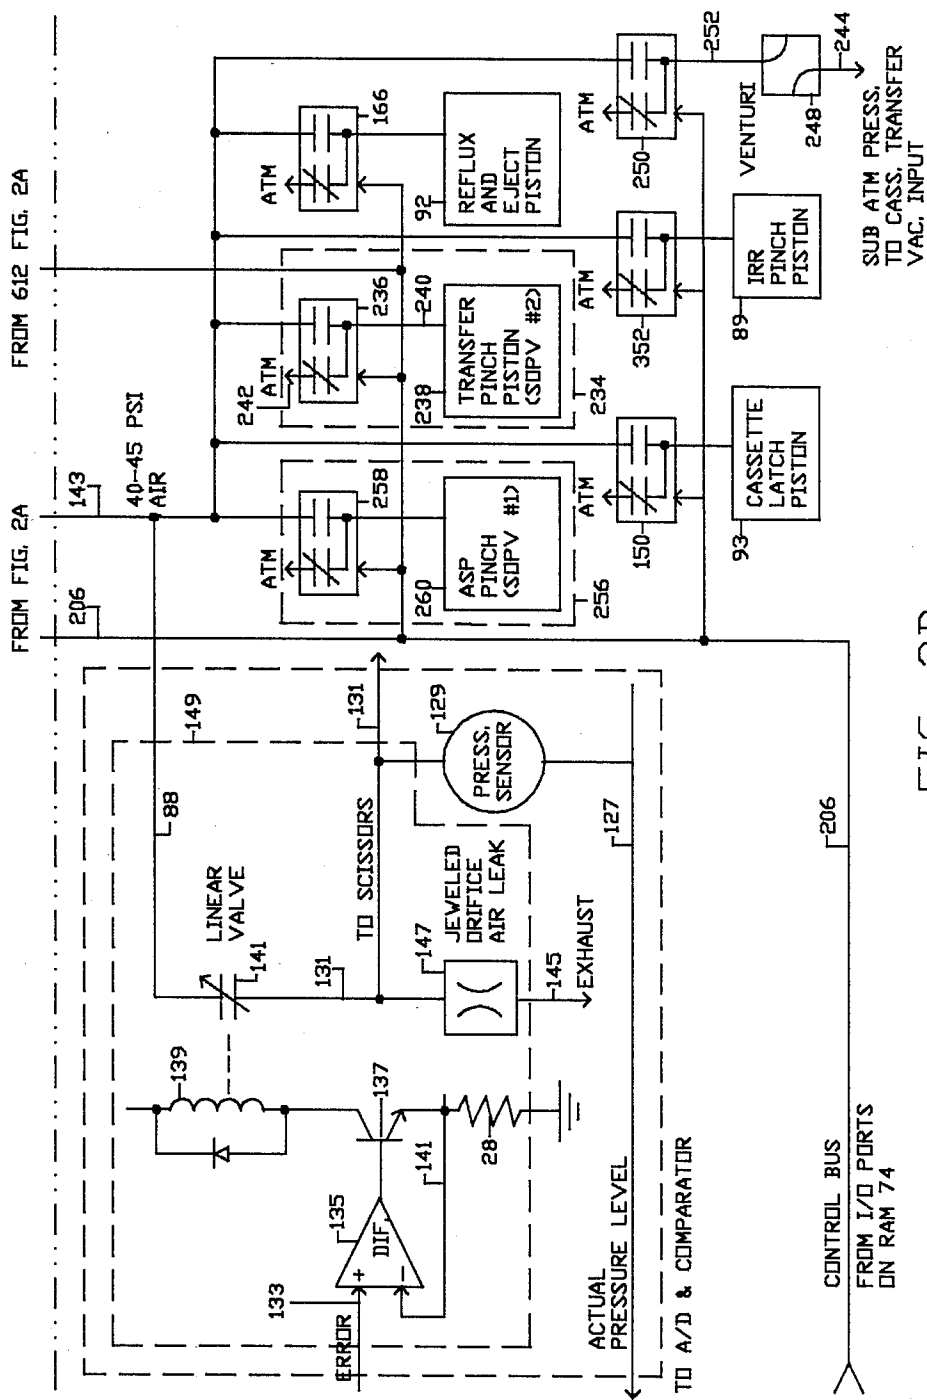 FROM FIG. 2A
FROM 612 FIG. 2A
206
143
40-45 PSI
AIR
149
88
139
LINEAR
VALVE
141
133
ERROR
135
DIF.
+
−
137
141
28
131
TO SCISSORS
131
147
JEWELED
ORIFICE
AIR LEAK
145
EXHAUST
129
PRESS.
SENSOR
127
ACTUAL
PRESSURE LEVEL
TO A/D & COMPARATOR
ATM
258
260
ASP
PINCH
(SOPV #1)
256
242
ATM
236
240
238
TRANSFER
PINCH
PISTON
(SOPV #2)
234
ATM
166
92
REFLUX
AND
EJECT
PISTON
ATM
150
93
CASSETTE
LATCH
PISTON
ATM
352
89
IRR
PINCH
PISTON
ATM
250
252
VENTURI
248
244
SUB ATM PRESS.
TO CASS. TRANSFER
VAC. INPUT
206
CONTROL BUS
FROM I/O PORTS
ON RAM 74